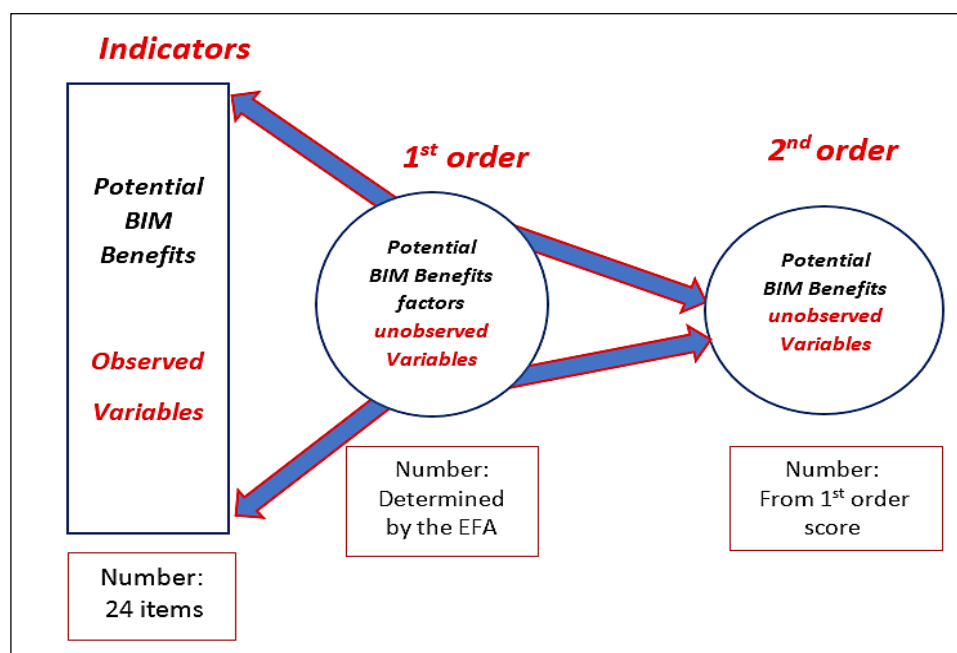 Indicators
Potential
BIM
Benefits
Observed
Variables
Number:
24 items
1st order
Potential
BIM Benefits
factors
unobserved
Variables
Number:
Determined
by the EFA
2nd order
Potential
BIM Benefits
unobserved
Variables
Number:
From 1st order
score